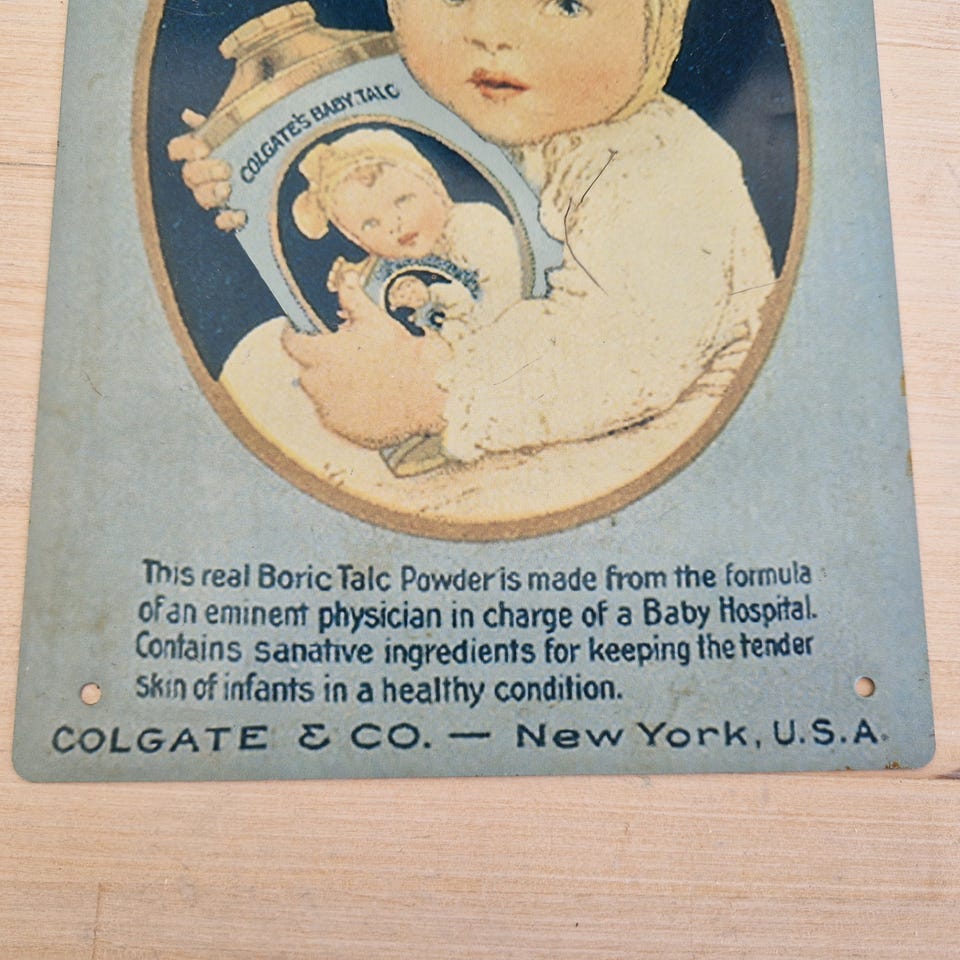 COLGATE'S BABY TALC
This real Boric Talc Powder is made from the formula
of an eminent physician in charge of a Baby Hospital.
Contains sanative ingredients for keeping the tender
skin of infants in a healthy condition.
COLGATE & CO. — New York, U.S.A.